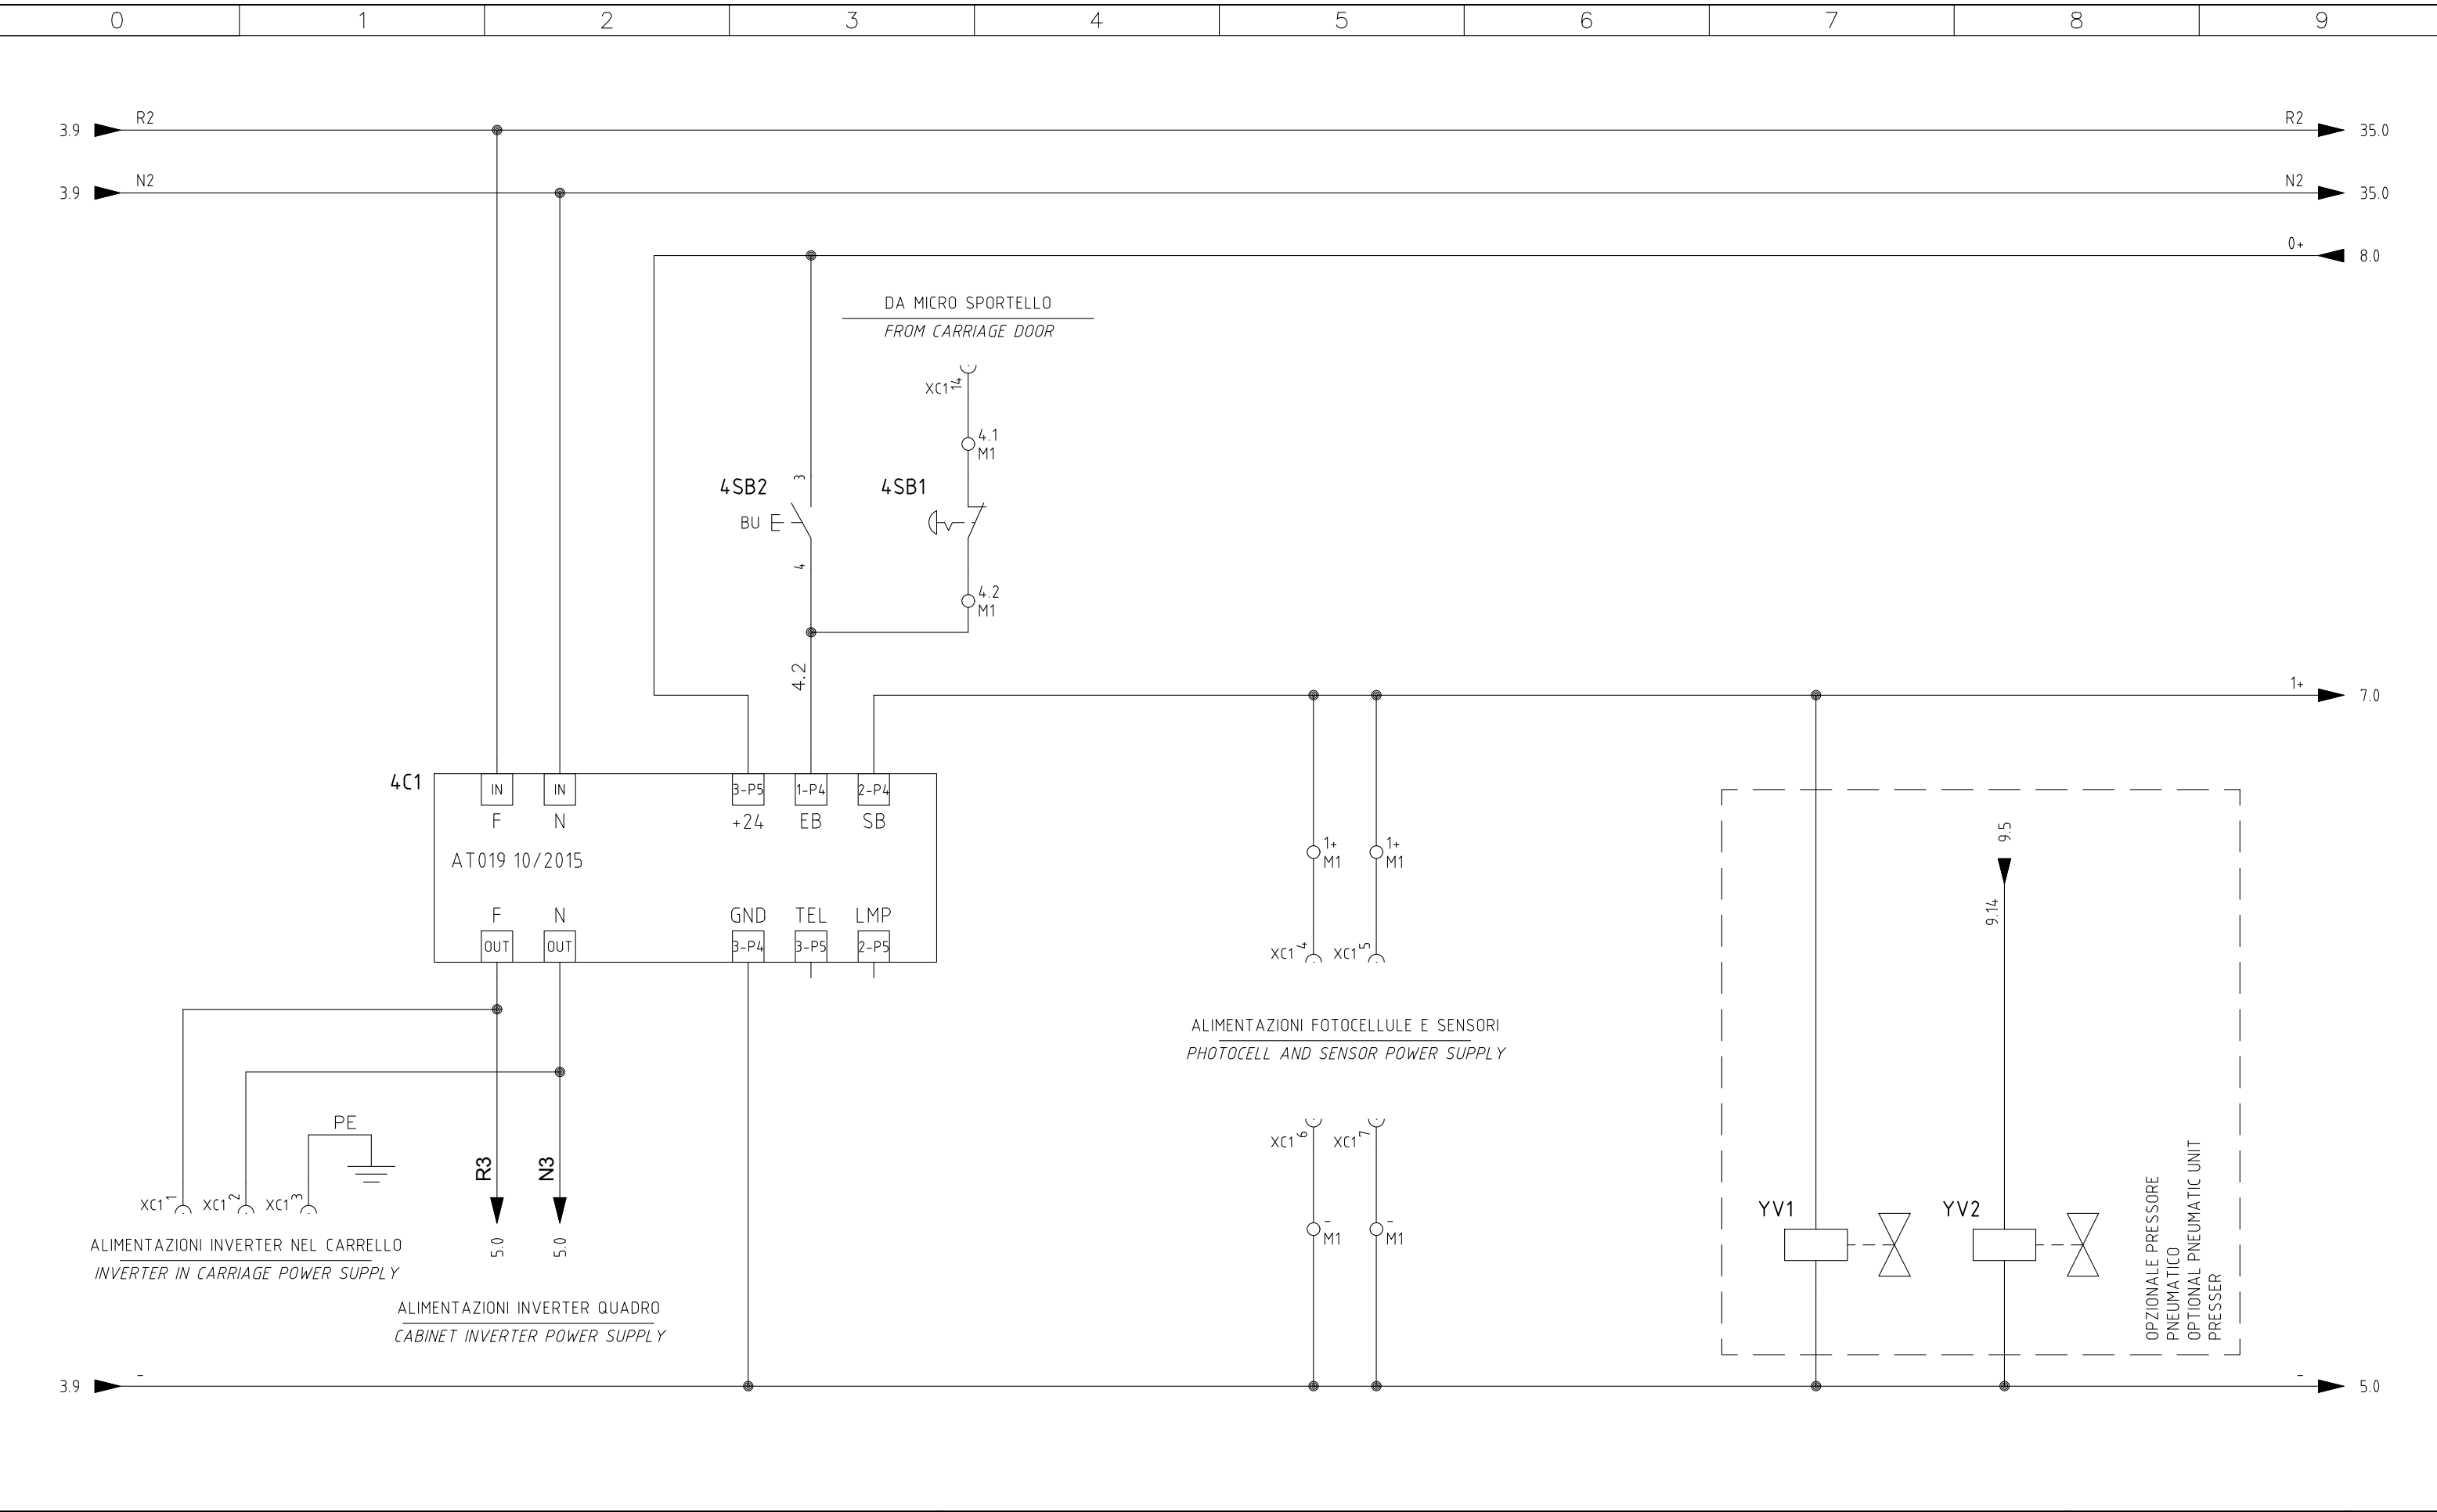 0 1 2 3 4 5 6 7 8 9
R2 R2
3.9 35.0
N2 N2
3.9 35.0
0+
8.0
DA MICRO SPORTELLO
FROM CARRIAGE DOOR
XC1 14
4.1
M1
4SB2 3 4SB1
BU
4
4.2
M1
4.2
1+
7.0
4C1 IN IN 3-P5 1-P4 2-P4
F N +24 EB SB
AT019 10/2015
1+ 1+
M1 M1
9.5
9.14
F N GND TEL LMP
OUT OUT 3-P4 3-P5 2-P5
XC1 4 XC1 5
ALIMENTAZIONI FOTOCELLULE E SENSORI
PHOTOCELL AND SENSOR POWER SUPPLY
PE
XC1 6 XC1 7
R3 N3
XC1 1 XC1 2 XC1 3
- -
M1 M1
YV1 YV2
5.0 5.0
ALIMENTAZIONI INVERTER NEL CARRELLO
INVERTER IN CARRIAGE POWER SUPPLY
OPZIONALE PRESSORE
PNEUMATICO
OPTIONAL PNEUMATIC UNIT
PRESSER
ALIMENTAZIONI INVERTER QUADRO
CABINET INVERTER POWER SUPPLY
- -
3.9 5.0